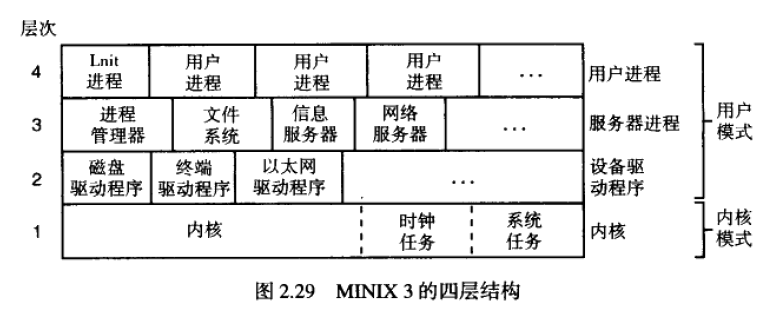 层次
4
Lnit
进程
用户
进程
用户
进程
用户
进程
...
用户进程
3
进程
管理器
文件
系统
信息
服务器
网络
服务器
...
服务器进程
用户
模式
2
磁盘
驱动程序
终端
驱动程序
以太网
驱动程序
...
设备驱
动程序
1
内核
时钟
任务
系统
任务
内核
内核
模式
图 2.29 MINIX 3 的四层结构